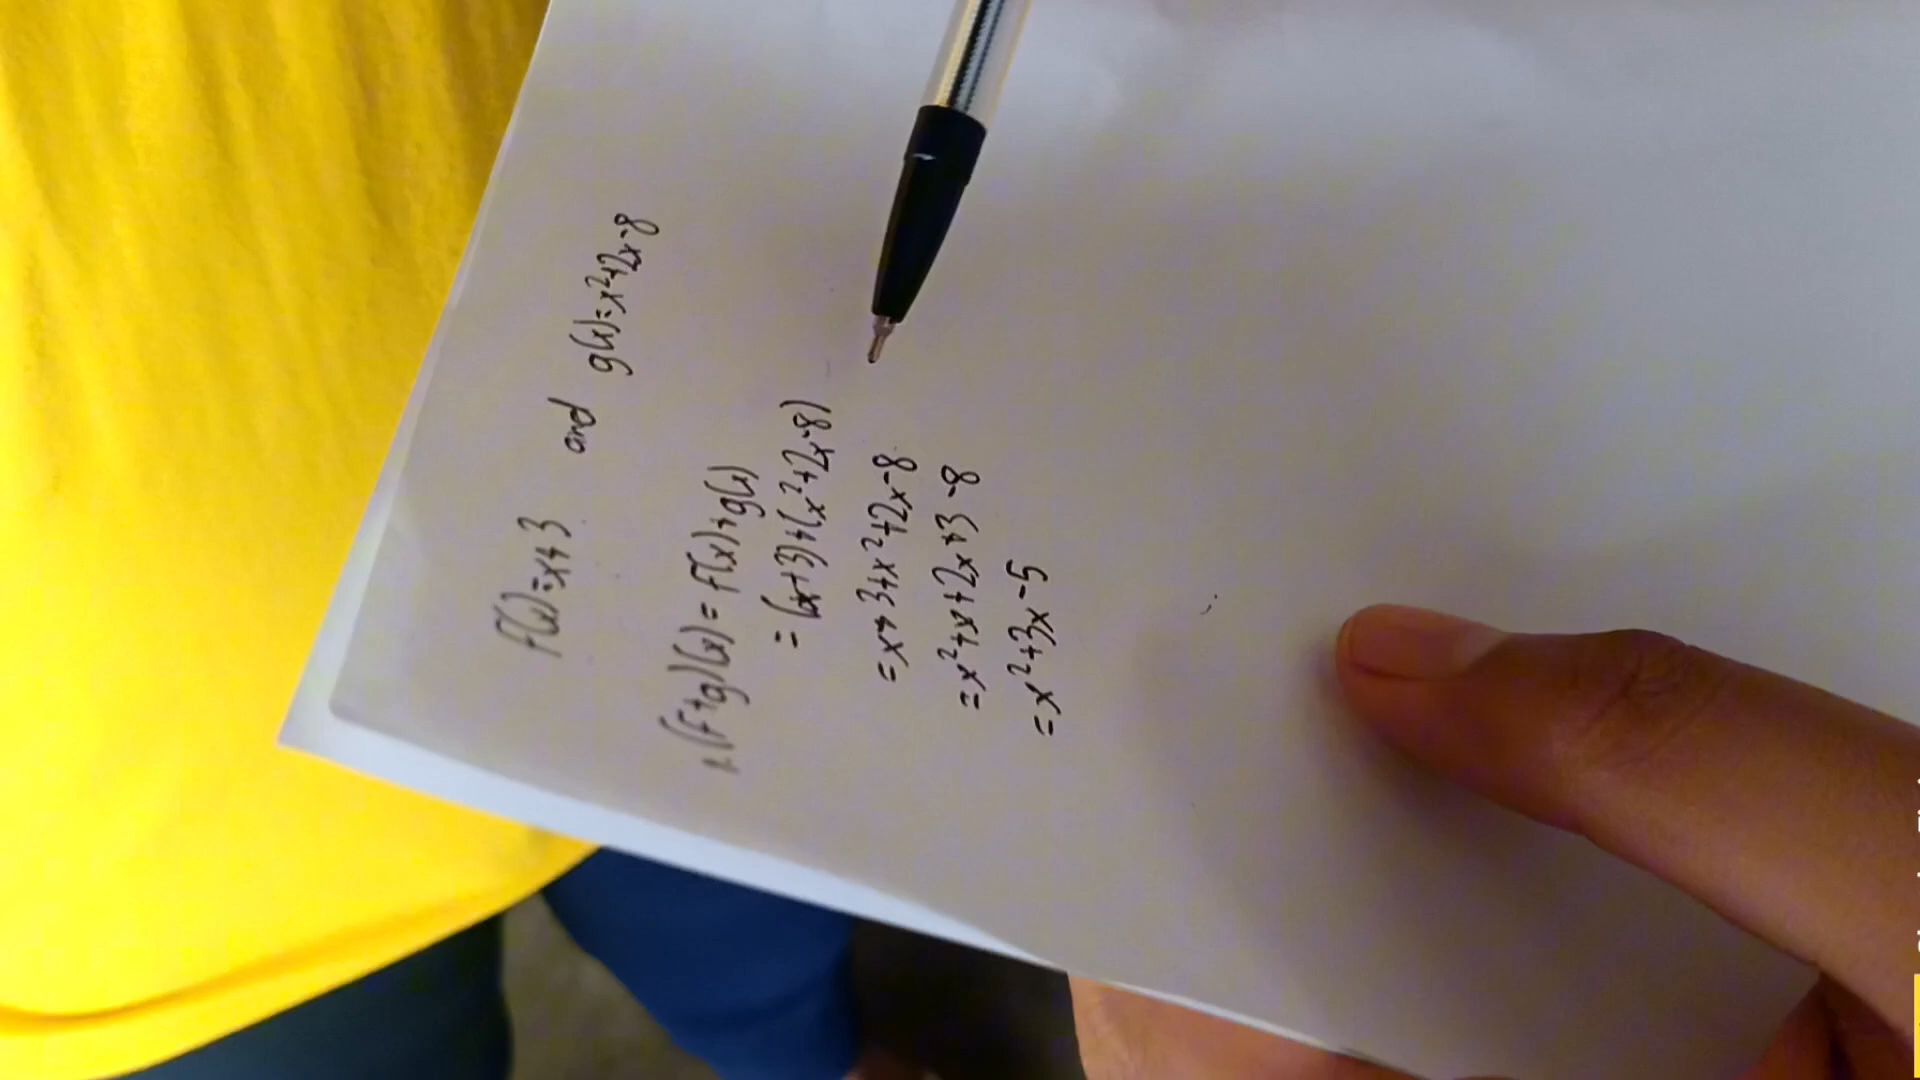 f(x)=x+3 and g(x)=x²+2x-8
1. (f+g)(x) = f(x)+g(x)
= (x+3)+(x²+2x-8)
= x+3+x²+2x-8
= x²+x+2x+3-8
= x²+3x-5